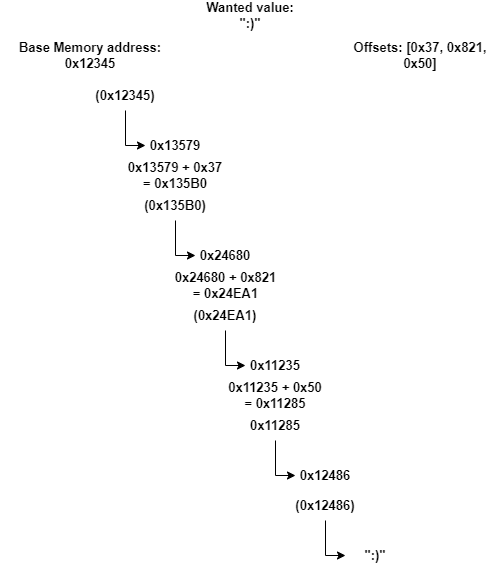 Wanted value:
":)"
Base Memory address:
0x12345
Offsets: [0x37, 0x821,
0x50]
(0x12345)
0x13579
0x13579 + 0x37
= 0x135B0
(0x135B0)
0x24680
0x24680 + 0x821
= 0x24EA1
(0x24EA1)
0x11235
0x11235 + 0x50
= 0x11285
0x11285
0x12486
(0x12486)
":)"